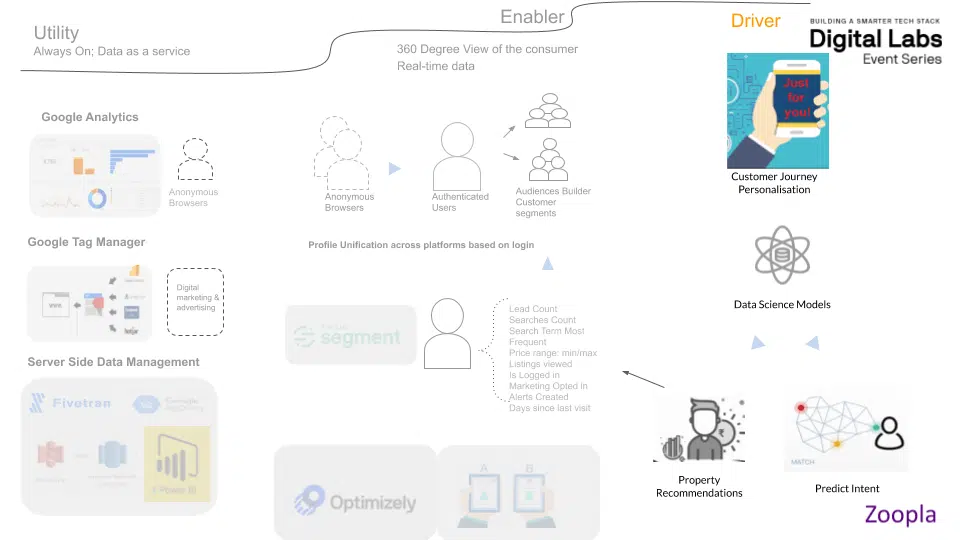 Utility
Always On; Data as a service
Enabler
360 Degree View of the consumer
Real-time data
Driver
BUILDING A SMARTER TECH STACK
Digital Labs
Event Series
Google Analytics
Anonymous
Browsers
Google Tag Manager
Digital
marketing &
advertising
Server Side Data Management
Fivetran
Power BI
Anonymous
Browsers
Authenticated
Users
Audiences Builder
Customer
segments
Profile Unification across platforms based on login
segment
Lead Count
Searches Count
Search Term Most
Frequent
Price range: min/max
Listings viewed
Is Logged in
Marketing Opted In
Alerts Created
Days since last visit
Optimizely
A
B
Just
for
you!
Customer Journey
Personalisation
Data Science Models
Property
Recommendations
MATCH
Predict Intent
Zoopla